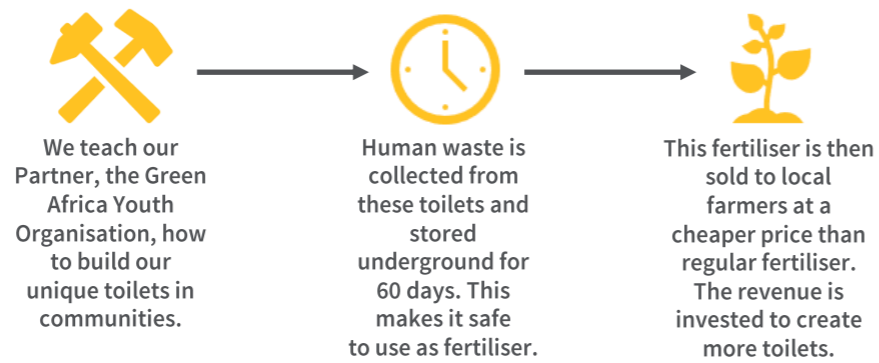 We teach our
Partner, the Green
Africa Youth
Organisation, how
to build our
unique toilets in
communities.
Human waste is
collected from
these toilets and
stored
underground for
60 days. This
makes it safe
to use as fertiliser.
This fertiliser is then
sold to local
farmers at a
cheaper price than
regular fertiliser.
The revenue is
invested to create
more toilets.